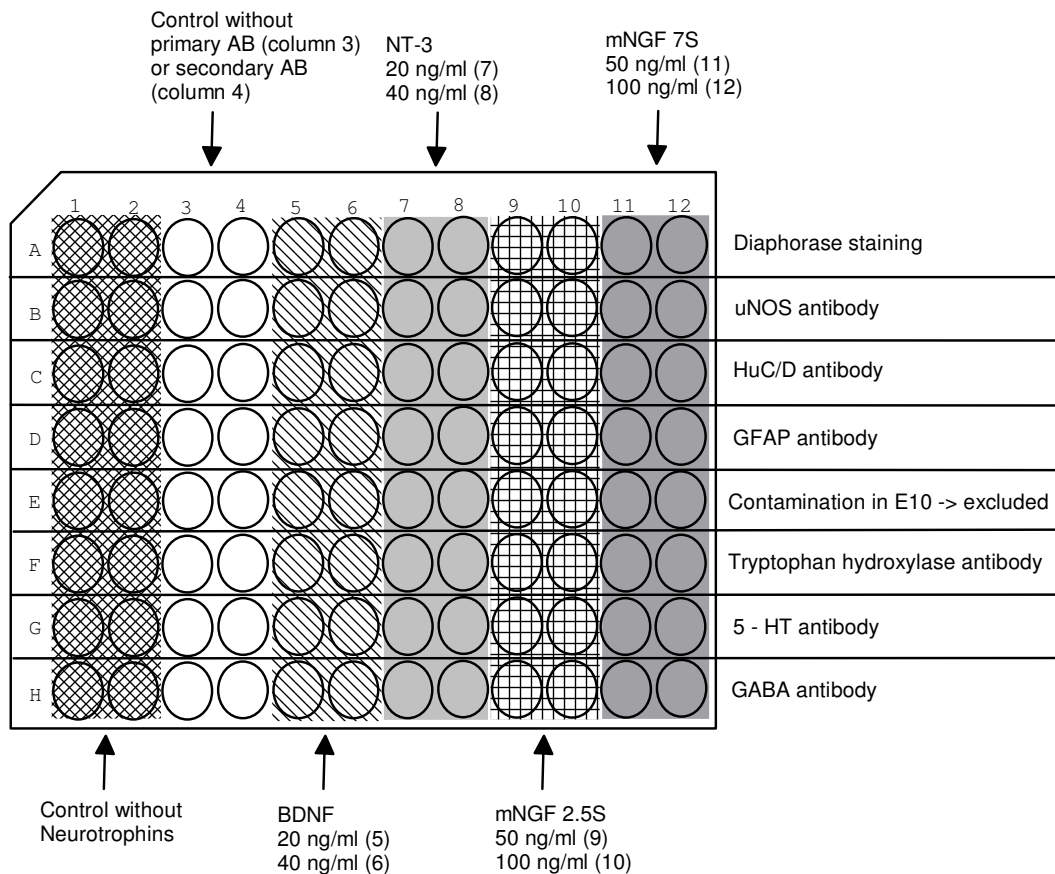 Control without
primary AB (column 3)
or secondary AB
(column 4)
NT-3
20 ng/ml (7)
40 ng/ml (8)
mNGF 7S
50 ng/ml (11)
100 ng/ml (12)
1 2 3 4 5 6 7 8 9 10 11 12
A Diaphorase staining
B uNOS antibody
C HuC/D antibody
D GFAP antibody
E Contamination in E10 -> excluded
F Tryptophan hydroxylase antibody
G 5 - HT antibody
H GABA antibody
Control without
Neurotrophins
BDNF
20 ng/ml (5)
40 ng/ml (6)
mNGF 2.5S
50 ng/ml (9)
100 ng/ml (10)